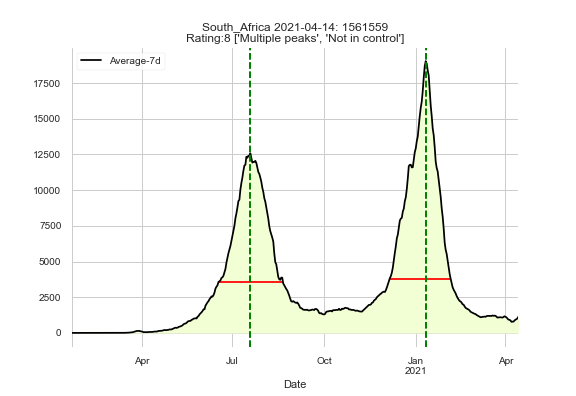 South_Africa 2021-04-14: 1561559
Rating:8 ['Multiple peaks', 'Not in control']
Average-7d
17500
15000
12500
10000
7500
5000
2500
0
Apr
Jul
Oct
Jan
2021
Apr
Date